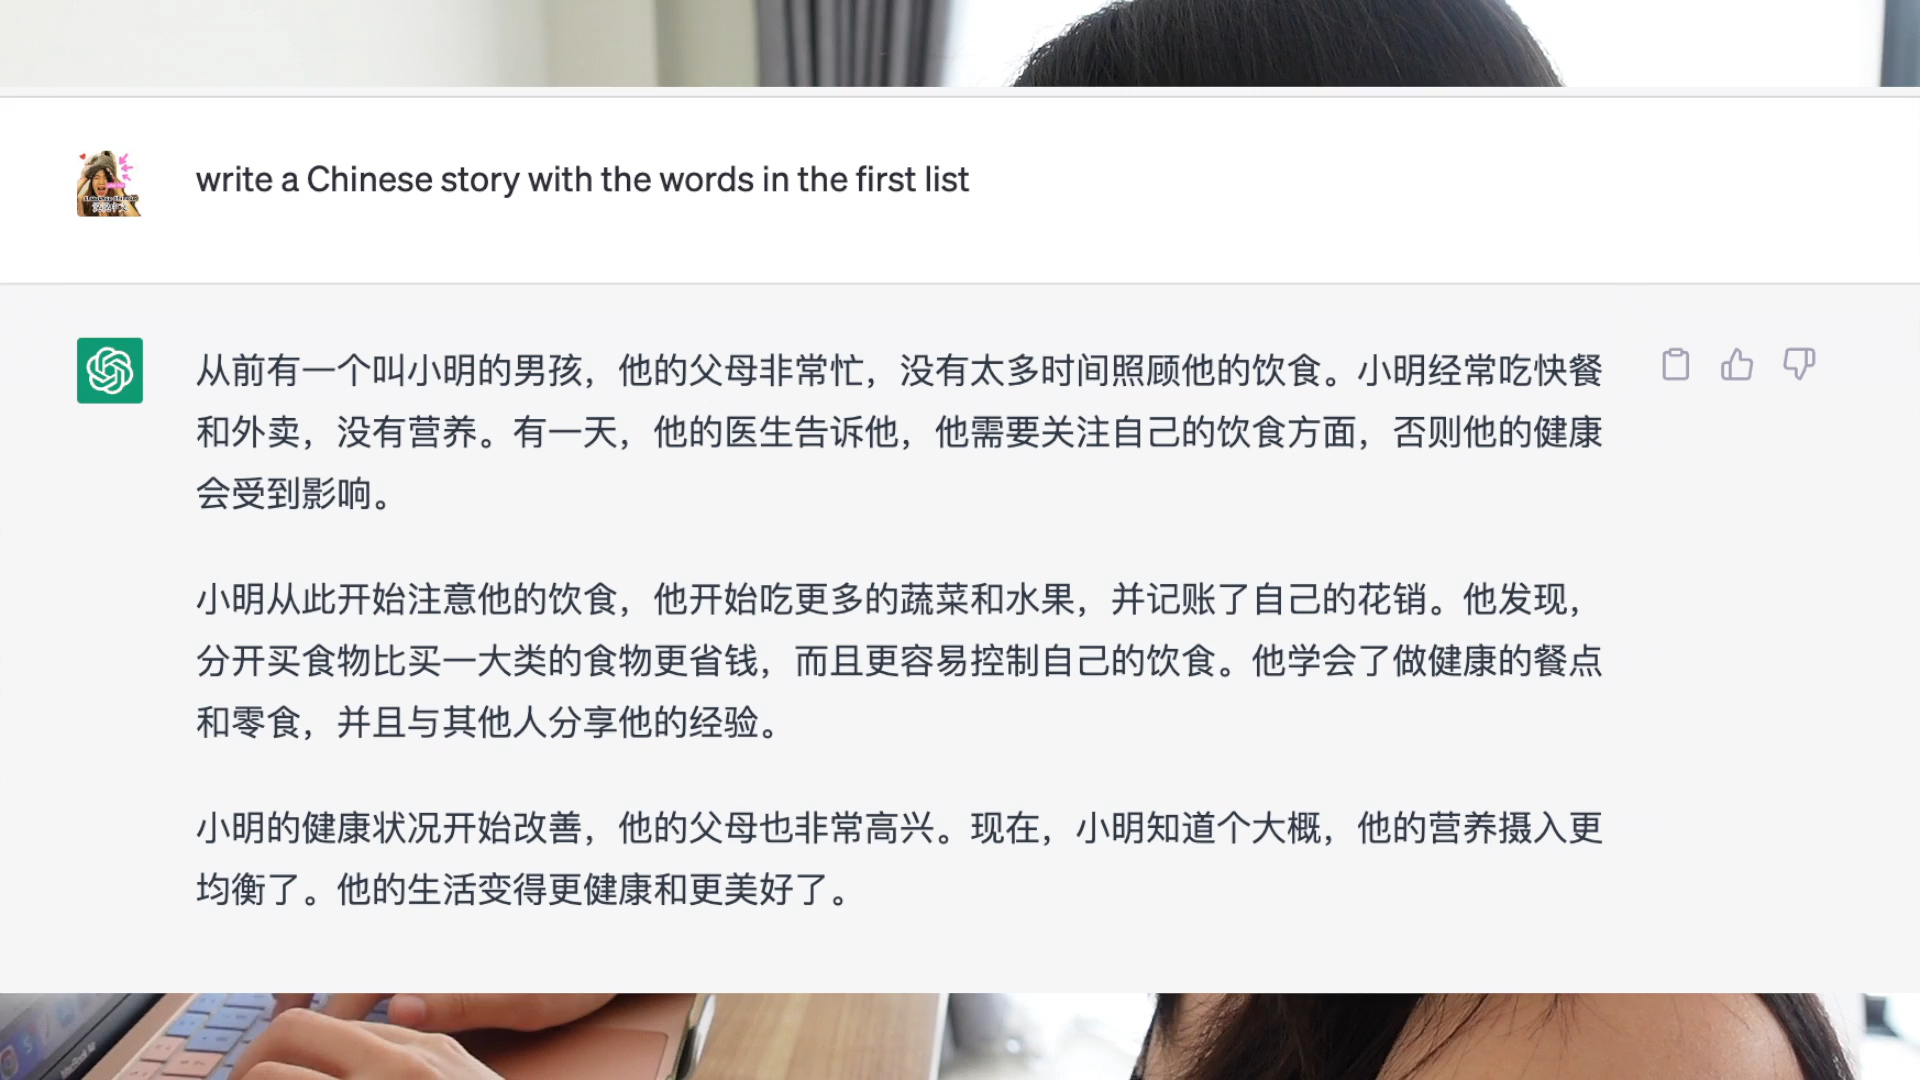 write a Chinese story with the words in the first list
从前有一个叫小明的男孩，他的父母非常忙，没有太多时间照顾他的饮食。小明经常吃快餐
和外卖，没有营养。有一天，他的医生告诉他，他需要关注自己的饮食方面，否则他的健康
会受到影响。
小明从此开始注意他的饮食，他开始吃更多的蔬菜和水果，并记账了自己的花销。他发现，
分开买食物比买一大类的食物更省钱，而且更容易控制自己的饮食。他学会了做健康的餐点
和零食，并且与其他人分享他的经验。
小明的健康状况开始改善，他的父母也非常高兴。现在，小明知道个大概，他的营养摄入更
均衡了。他的生活变得更健康和更美好了。